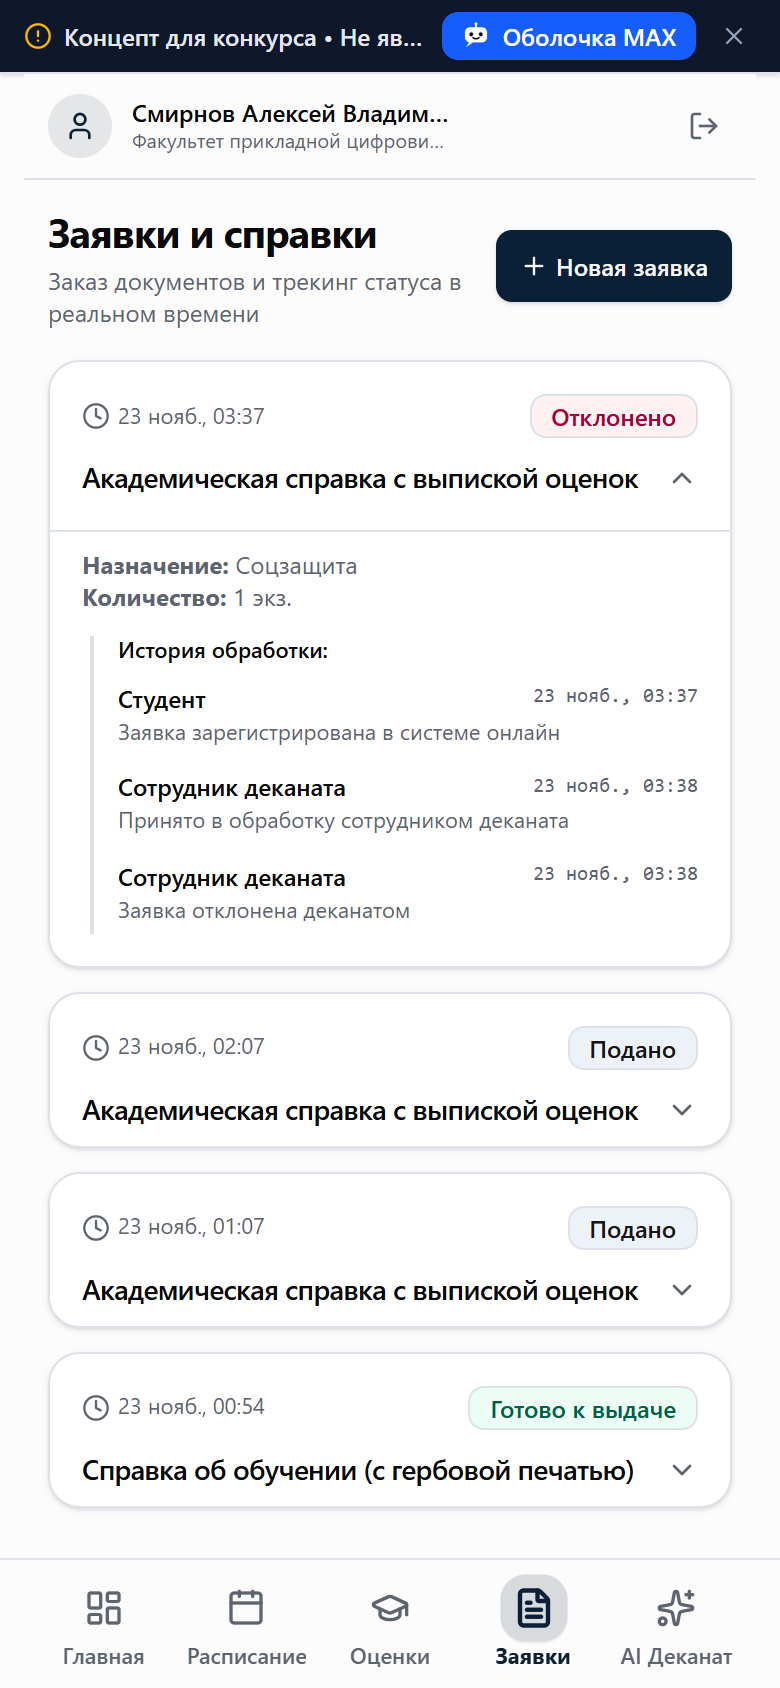 Концепт для конкурса • Не яв...
Оболочка MAX
Смирнов Алексей Владим...
Факультет прикладной цифрови...
Заявки и справки
Заказ документов и трекинг статуса в
реальном времени
+ Новая заявка
23 нояб., 03:37
Отклонено
Академическая справка с выпиской оценок
Назначение: Соцзащита
Количество: 1 экз.
История обработки:
Студент 23 нояб., 03:37
Заявка зарегистрирована в системе онлайн
Сотрудник деканата 23 нояб., 03:38
Принято в обработку сотрудником деканата
Сотрудник деканата 23 нояб., 03:38
Заявка отклонена деканатом
23 нояб., 02:07
Подано
Академическая справка с выпиской оценок
23 нояб., 01:07
Подано
Академическая справка с выпиской оценок
23 нояб., 00:54
Готово к выдаче
Справка об обучении (с гербовой печатью)
Главная
Расписание
Оценки
Заявки
AI Деканат